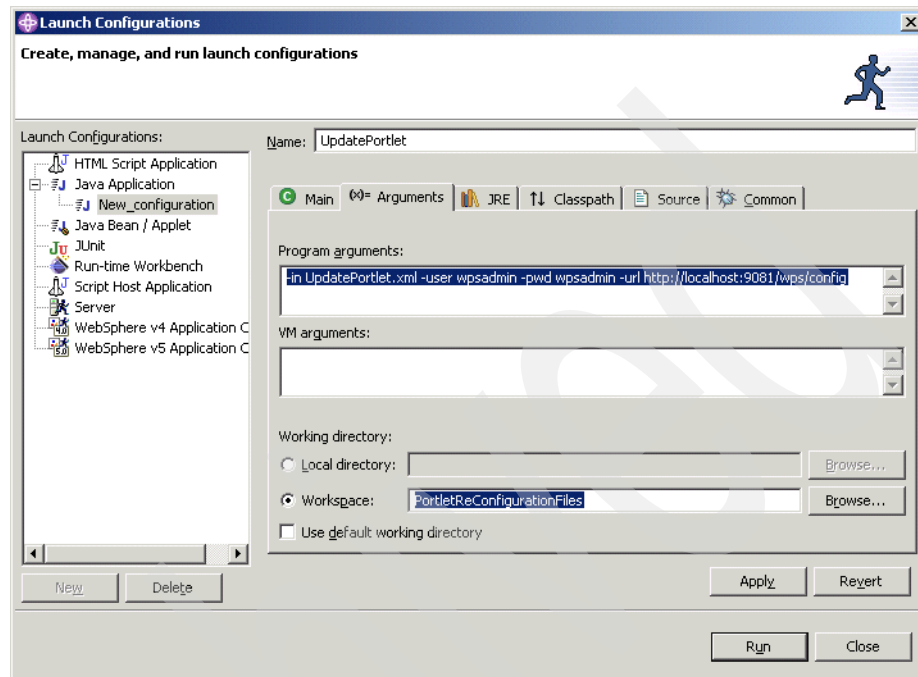 Launch Configurations
Create, manage, and run launch configurations
Launch Configurations:
HTML Script Application
Java Application
New_configuration
Java Bean / Applet
JUnit
Run-time Workbench
Script Host Application
Server
WebSphere v4 Application C
WebSphere v5 Application C
New
Delete
Name: UpdatePortlet
Main (x)= Arguments JRE Classpath Source Common
Program arguments:
-in UpdatePortlet.xml -user wpsadmin -pwd wpsadmin -url http://localhost:9081/wps/config
VM arguments:
Working directory:
Local directory: Browse...
Workspace: PortletReConfigurationFiles Browse...
Use default working directory
Apply Revert
Run Close